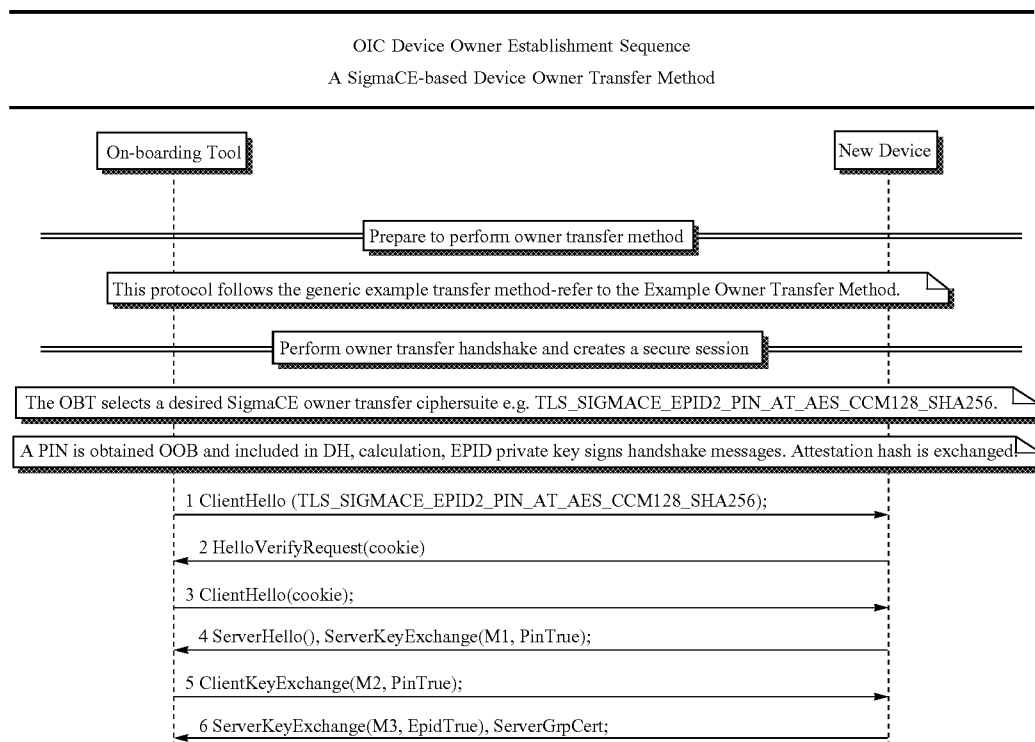 OIC Device Owner Establishment Sequence
A SigmaCE-based Device Owner Transfer Method
On-boarding Tool
New Device
Prepare to perform owner transfer method
This protocol follows the generic example transfer method-refer to the Example Owner Transfer Method.
Perform owner transfer handshake and creates a secure session
The OBT selects a desired SigmaCE owner transfer ciphersuite e.g. TLS_SIGMACE_EPID2_PIN_AT_AES_CCM128_SHA256.
A PIN is obtained OOB and included in DH, calculation, EPID private key signs handshake messages. Attestation hash is exchanged.
1 ClientHello (TLS_SIGMACE_EPID2_PIN_AT_AES_CCM128_SHA256);
2 HelloVerifyRequest(cookie)
3 ClientHello(cookie);
4 ServerHello(), ServerKeyExchange(M1, PinTrue);
5 ClientKeyExchange(M2, PinTrue);
6 ServerKeyExchange(M3, EpidTrue), ServerGrpCert;